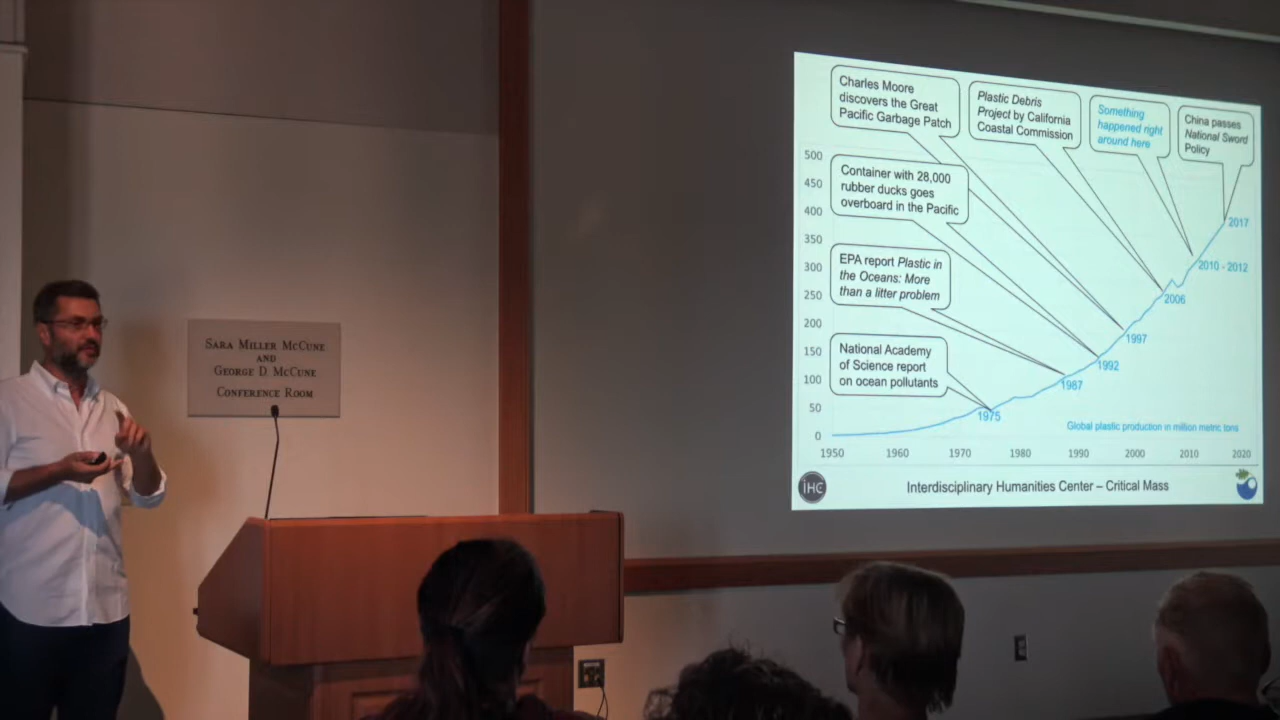 SARA MILLER MCCUNE
AND
GEORGE D. MCCUNE
CONFERENCE ROOM
Charles Moore
discovers the Great
Pacific Garbage Patch
Plastic Debris
Project by California
Coastal Commission
Something
happened right
around here
China passes
National Sword
Policy
Container with 28,000
rubber ducks goes
overboard in the Pacific
EPA report Plastic in
the Oceans: More
than a litter problem
National Academy
of Science report
on ocean pollutants
500
450
400
350
300
250
200
150
100
50
0
2017
2010 - 2012
2006
1997
1992
1987
1975
Global plastic production in million metric tons
1950
1960
1970
1980
1990
2000
2010
2020
IHC
Interdisciplinary Humanities Center – Critical Mass